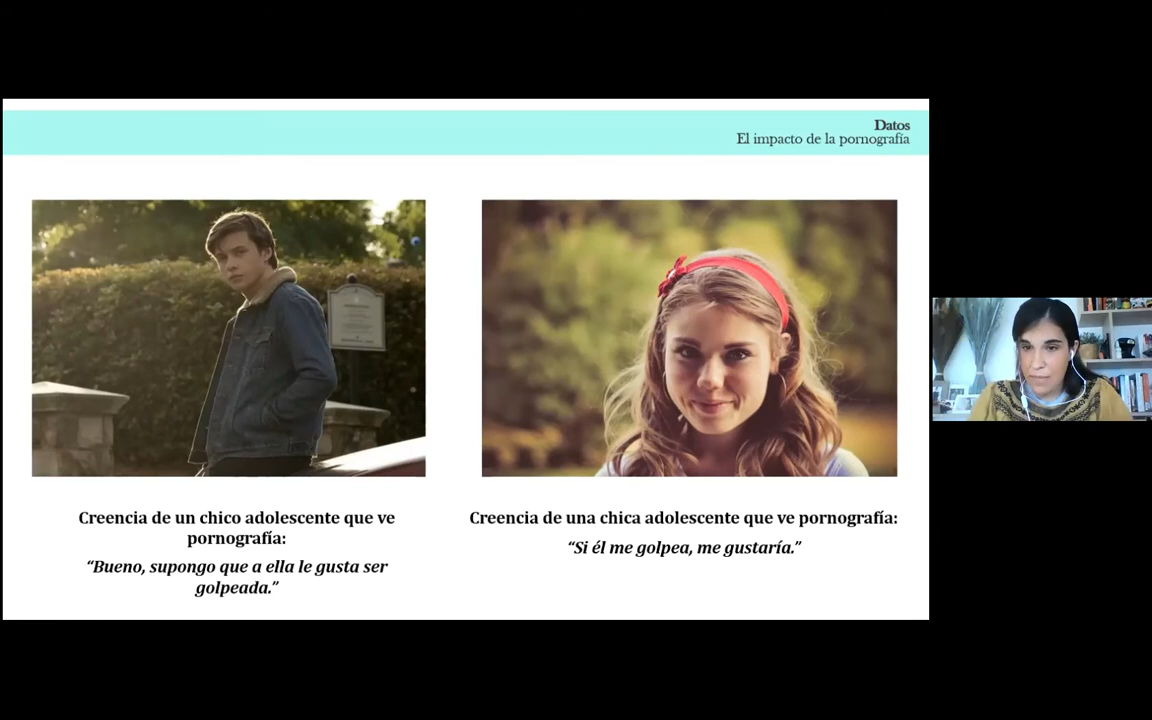 Datos
El impacto de la pornografía
Creencia de un chico adolescente que ve
pornografía:
“Bueno, supongo que a ella le gusta ser
golpeada.”
Creencia de una chica adolescente que ve pornografía:
“Si él me golpea, me gustaría.”